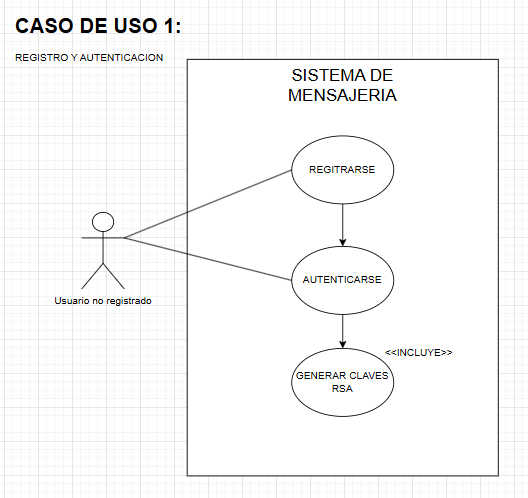 CASO DE USO 1:
REGISTRO Y AUTENTICACION
SISTEMA DE
MENSAJERIA
REGITRARSE
AUTENTICARSE
Usuario no registrado
<<INCLUYE>>
GENERAR CLAVES
RSA